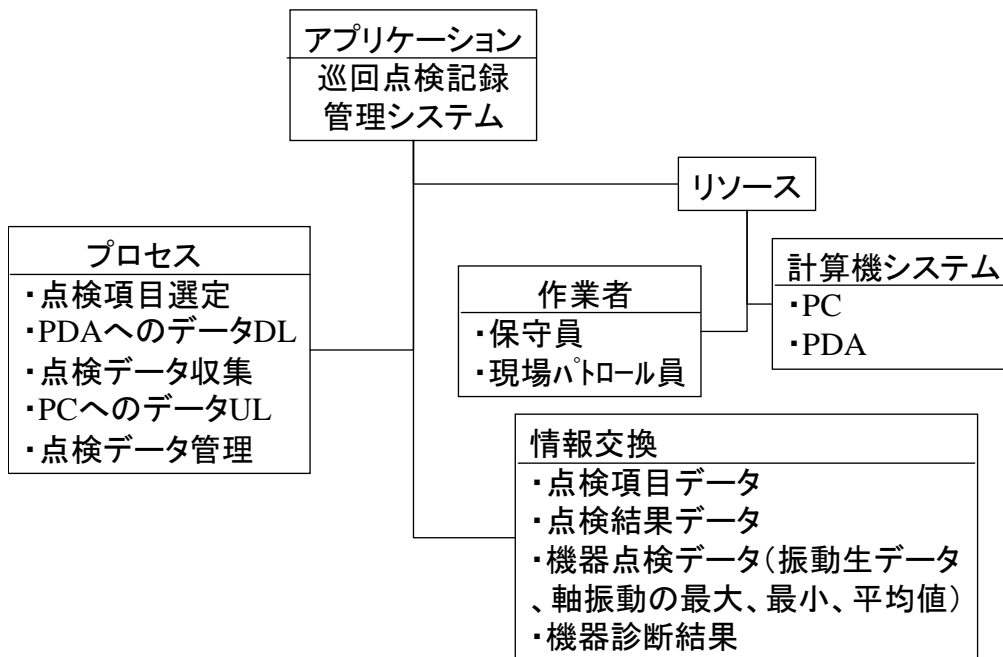 アプリケーション
巡回点検記録
管理システム
リソース
プロセス
・点検項目選定
・PDAへのデータDL
・点検データ収集
・PCへのデータUL
・点検データ管理
作業者
・保守員
・現場ﾊﾟﾄﾛｰﾙ員
計算機システム
・PC
・PDA
情報交換
・点検項目データ
・点検結果データ
・機器点検データ（振動生データ
、軸振動の最大、最小、平均値）
・機器診断結果